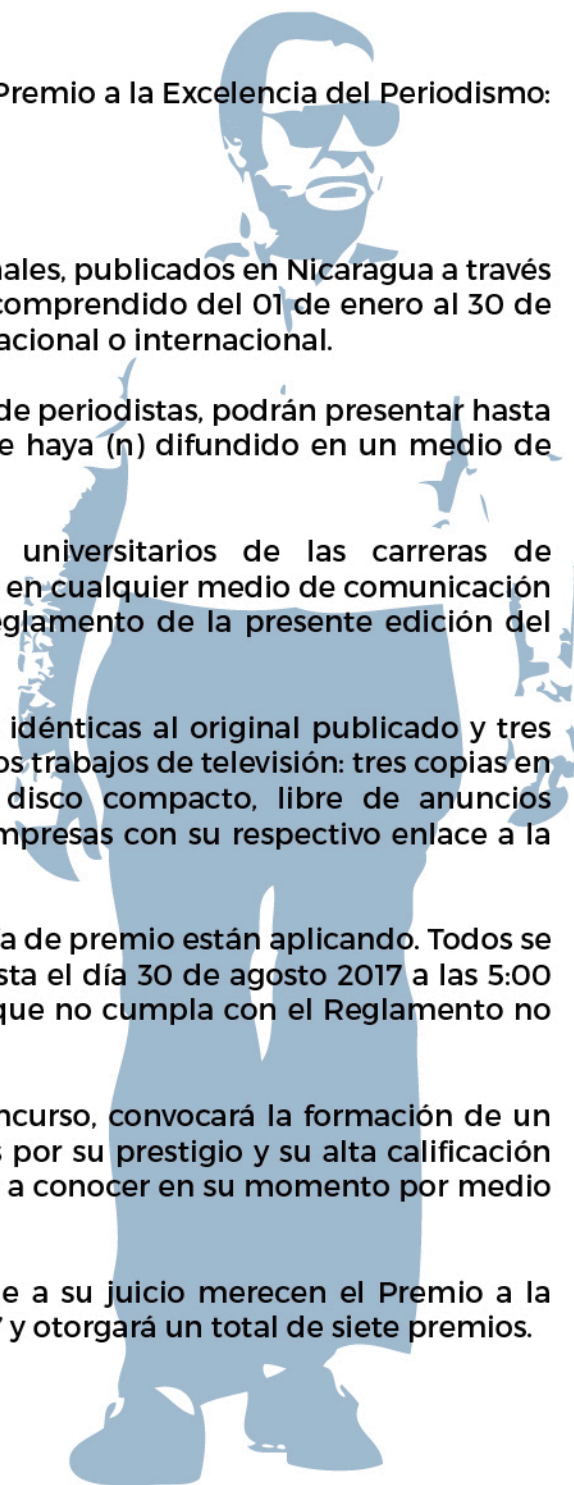 Premio a la Excelencia del Periodismo:
nales, publicados en Nicaragua a través
comprendido del 01 de enero al 30 de
acional o internacional.
de periodistas, podrán presentar hasta
e haya (n) difundido en un medio de
universitarios de las carreras de
en cualquier medio de comunicación
eglamento de la presente edición del
idénticas al original publicado y tres
os trabajos de televisión: tres copias en
disco compacto, libre de anuncios
mpresas con su respectivo enlace a la
a de premio están aplicando. Todos se
sta el día 30 de agosto 2017 a las 5:00
que no cumpla con el Reglamento no
ncurso, convocará la formación de un
s por su prestigio y su alta calificación
a conocer en su momento por medio
e a su juicio merecen el Premio a la
7 y otorgará un total de siete premios.